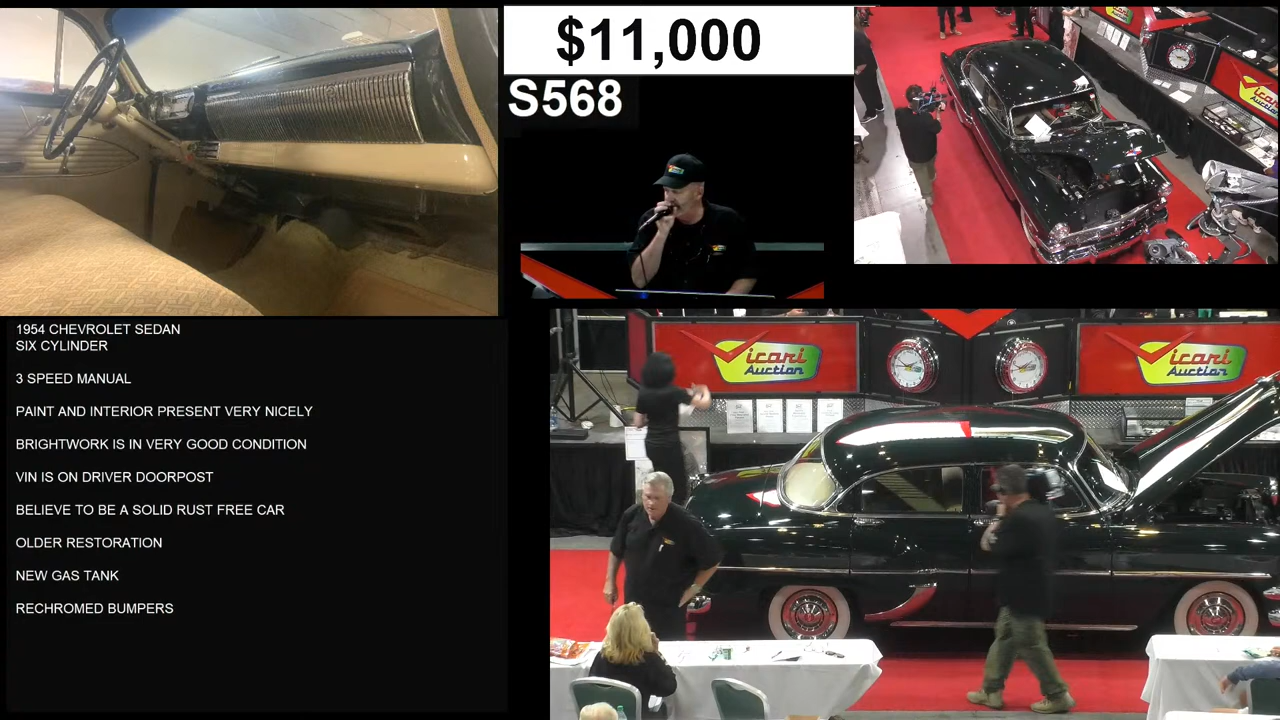 $11,000
S568
1954 CHEVROLET SEDAN
SIX CYLINDER
3 SPEED MANUAL
PAINT AND INTERIOR PRESENT VERY NICELY
BRIGHTWORK IS IN VERY GOOD CONDITION
VIN IS ON DRIVER DOORPOST
BELIEVE TO BE A SOLID RUST FREE CAR
OLDER RESTORATION
NEW GAS TANK
RECHROMED BUMPERS
Vicari
Auction
Vicari
Auction